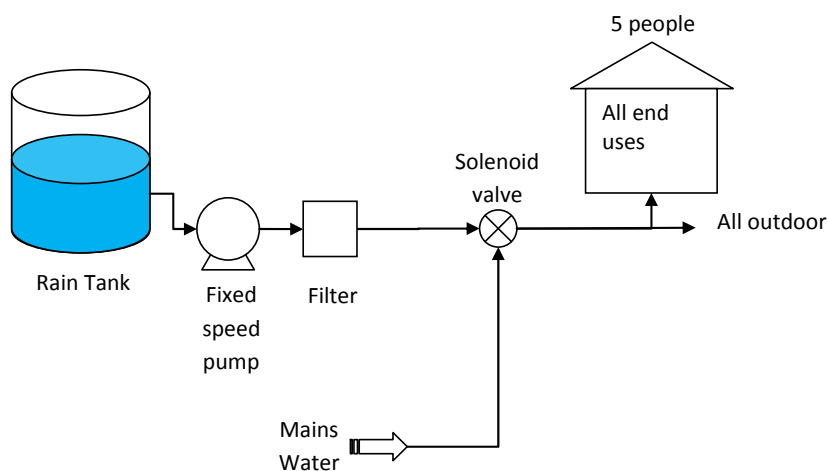 5 people
All end
uses
Solenoid
valve
All outdoor
Rain Tank
Fixed
speed
pump
Filter
Mains
Water